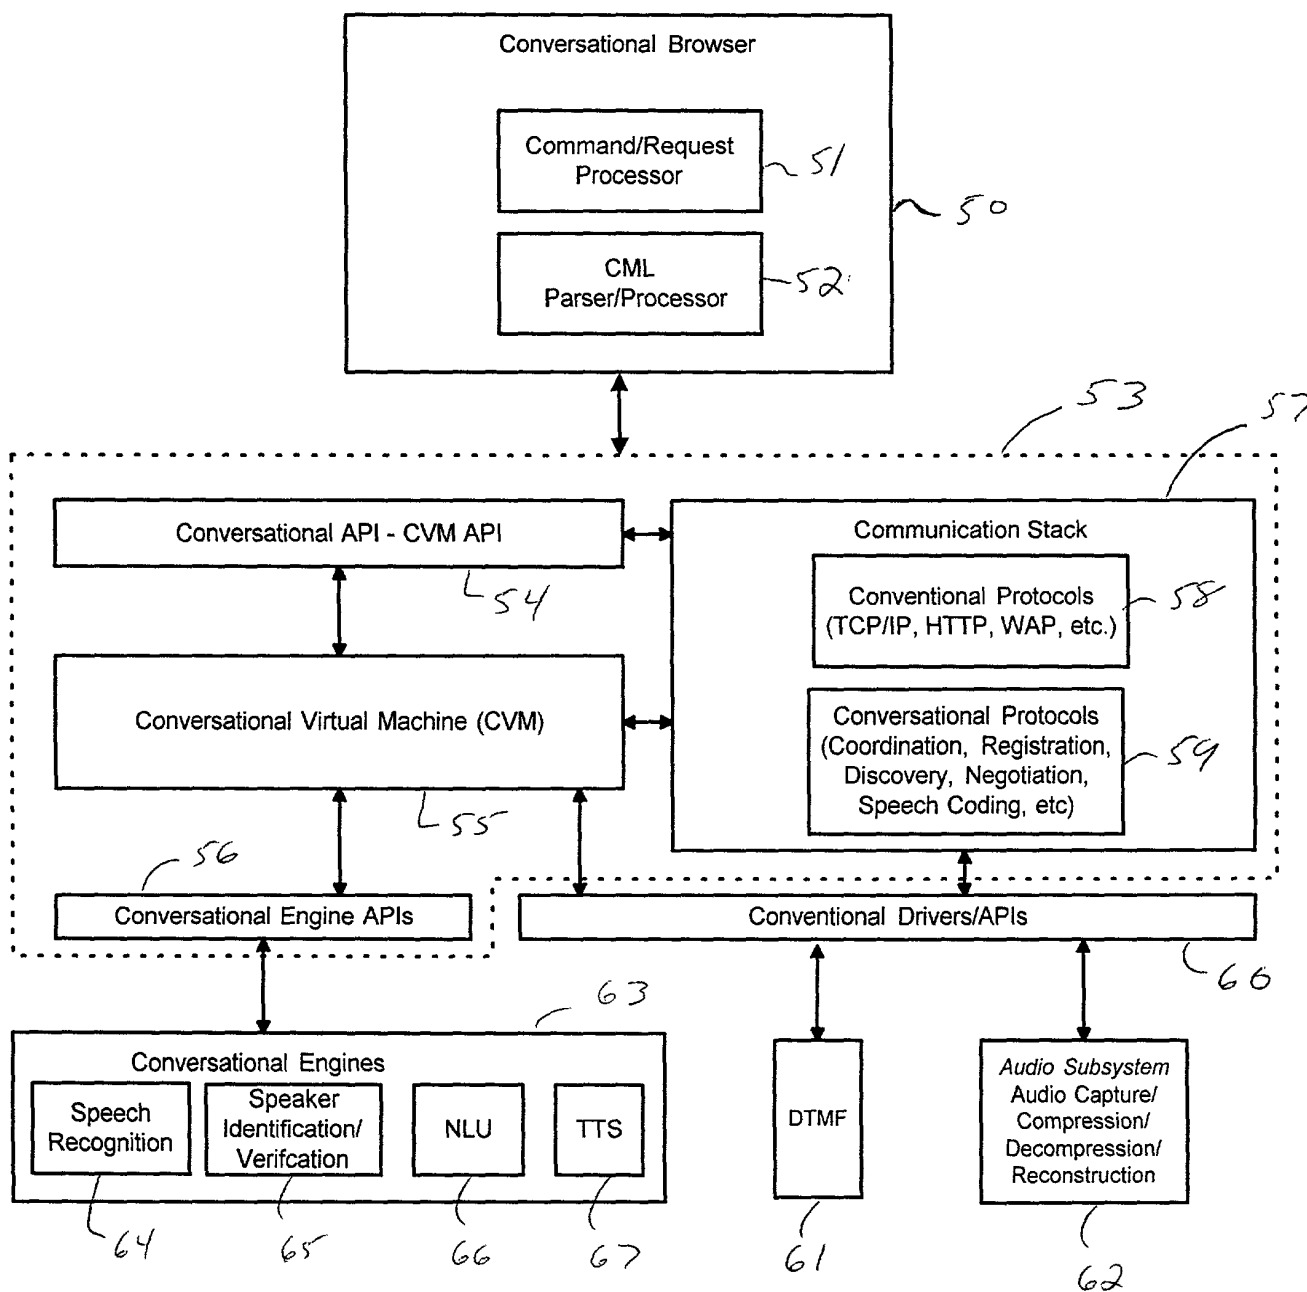 Conversational Browser
Command/Request
Processor
51
50
CML
Parser/Processor
52
53
57
Conversational API - CVM API
54
Communication Stack
Conventional Protocols
(TCP/IP, HTTP, WAP, etc.)
58
Conversational Virtual Machine (CVM)
55
Conversational Protocols
(Coordination, Registration,
Discovery, Negotiation,
Speech Coding, etc)
59
56
Conversational Engine APIs
Conventional Drivers/APIs
60
63
Conversational Engines
Speech
Recognition
Speaker
Identification/
Verifcation
NLU
TTS
DTMF
Audio Subsystem
Audio Capture/
Compression/
Decompression/
Reconstruction
64
65
66
67
61
62